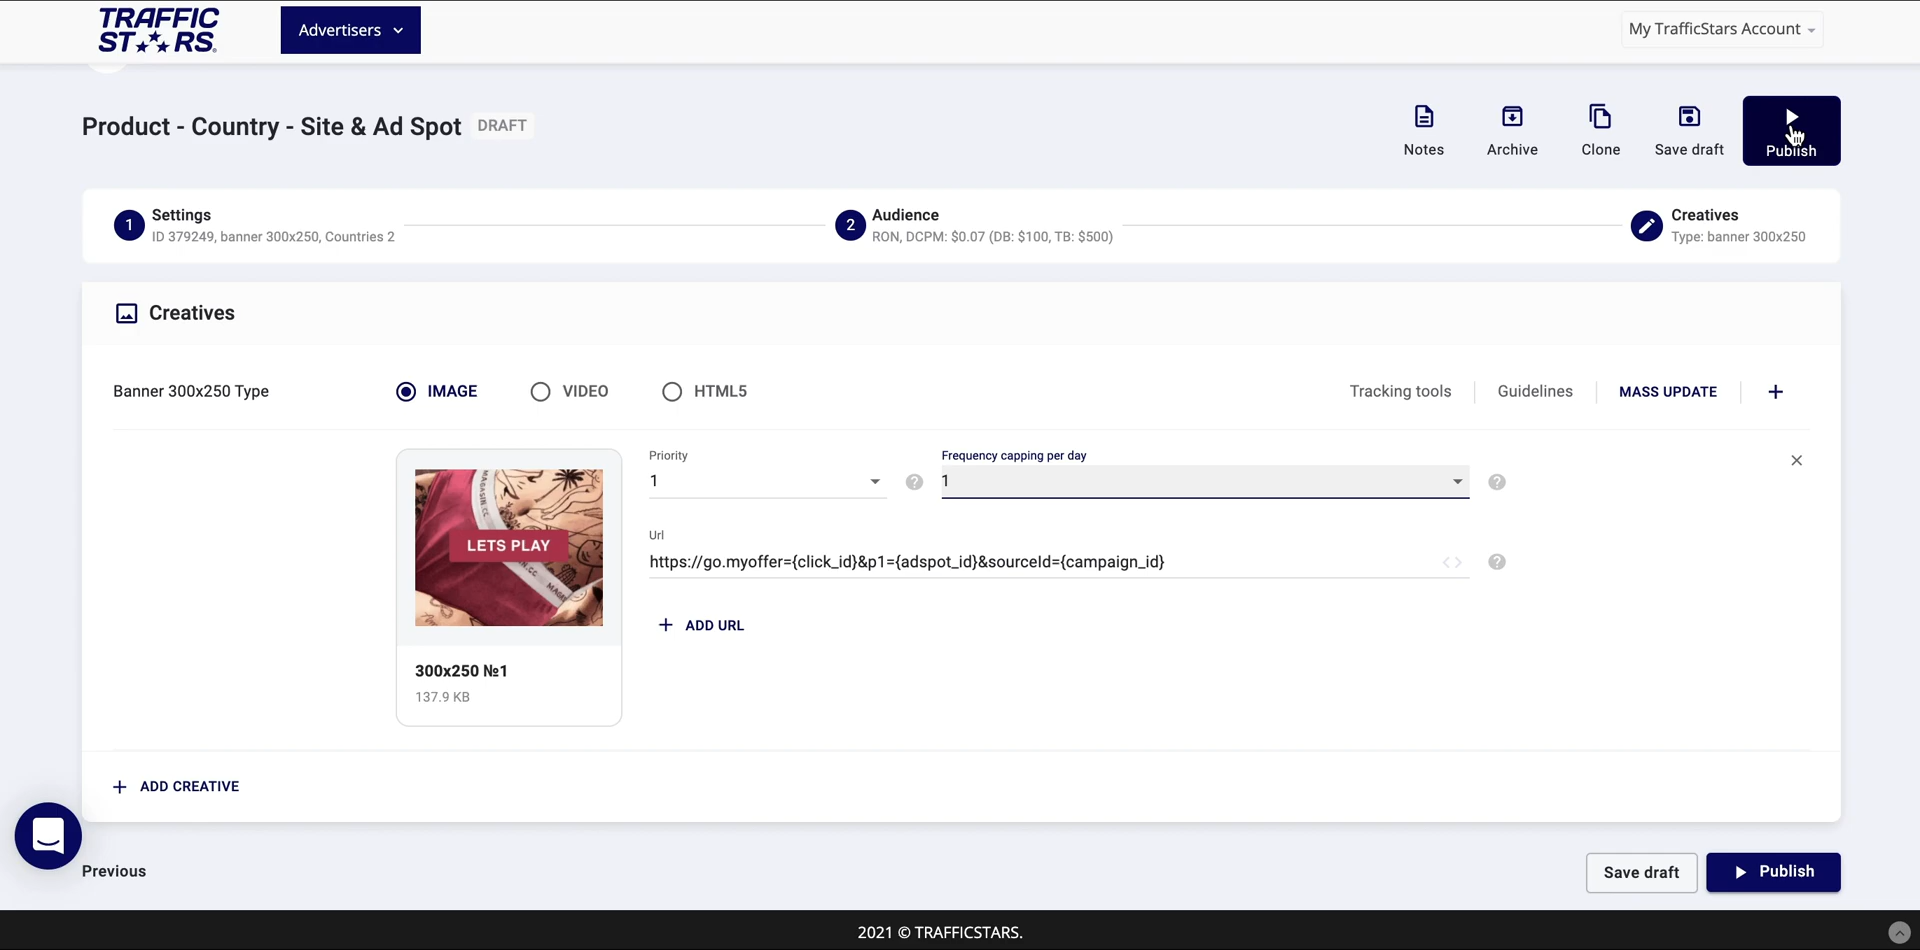 TRAFFIC
STARS
Advertisers
My TrafficStars Account
Product - Country - Site & Ad Spot DRAFT
Notes
Archive
Clone
Save draft
Publish
1
Settings
ID 379249, banner 300x250, Countries 2
2
Audience
RON, DCPM: $0.07 (DB: $100, TB: $500)
Creatives
Type: banner 300x250
Creatives
Banner 300x250 Type
IMAGE
VIDEO
HTML5
Tracking tools
Guidelines
MASS UPDATE
+
LETS PLAY
MAGASIN.CC
300x250 №1
137.9 KB
Priority
1
?
Frequency capping per day
1
?
Url
https://go.myoffer={click_id}&p1={adspot_id}&sourceId={campaign_id}
<>
?
+ ADD URL
+ ADD CREATIVE
Previous
Save draft
Publish
2021 © TRAFFICSTARS.